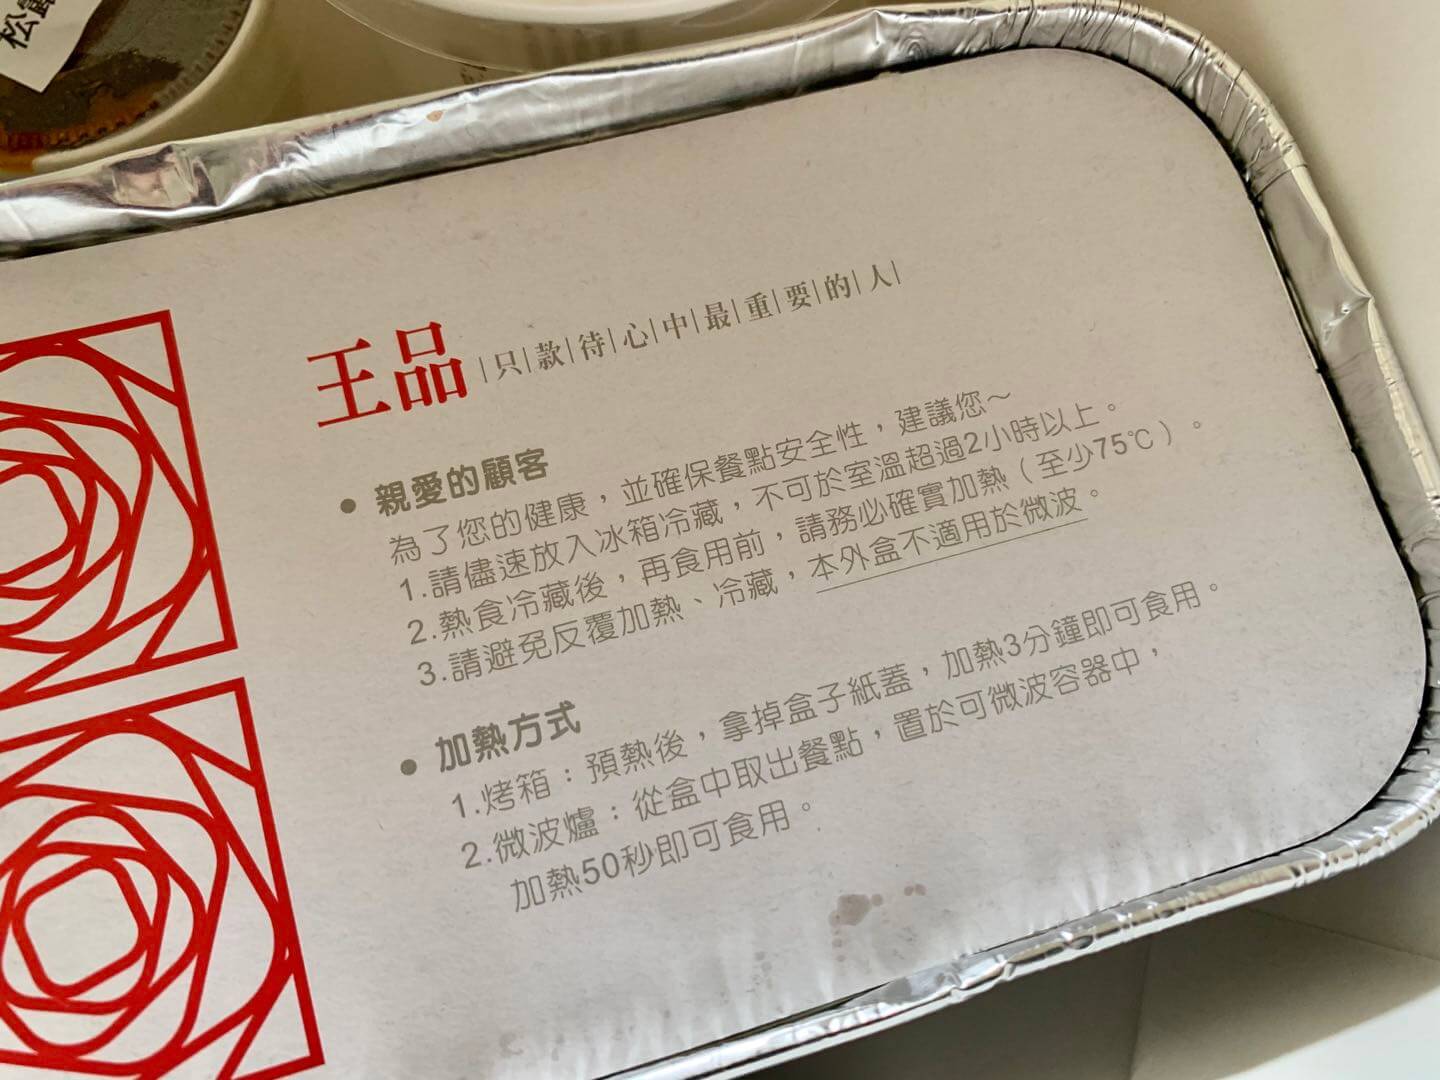 松露
王品 |只|款|待|心|中|最|重|要|的|人|
● 親愛的顧客
為了您的健康，並確保餐點安全性，建議您～
1.請儘速放入冰箱冷藏，不可於室溫超過2小時以上。
2.熱食冷藏後，再食用前，請務必確實加熱（至少75℃）。
3.請避免反覆加熱、冷藏，本外盒不適用於微波。
● 加熱方式
1.烤箱：預熱後，拿掉盒子紙蓋，加熱3分鐘即可食用。
2.微波爐：從盒中取出餐點，置於可微波容器中，
加熱50秒即可食用。